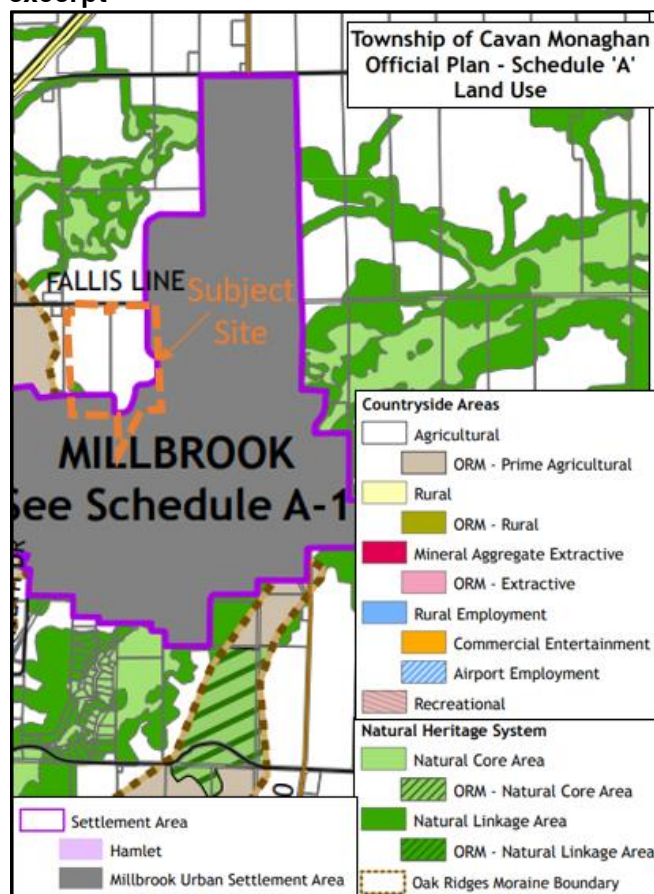 excerpt
Township of Cavan Monaghan
Official Plan - Schedule 'A'
Land Use
FALLIS LINE
Subject
Site
MILLBROOK
See Schedule A-1
Countryside Areas
Agricultural
ORM - Prime Agricultural
Rural
ORM - Rural
Mineral Aggregate Extractive
ORM - Extractive
Rural Employment
Commercial Entertainment
Airport Employment
Recreational
Natural Heritage System
Natural Core Area
ORM - Natural Core Area
Natural Linkage Area
ORM - Natural Linkage Area
Oak Ridges Moraine Boundary
Settlement Area
Hamlet
Millbrook Urban Settlement Area